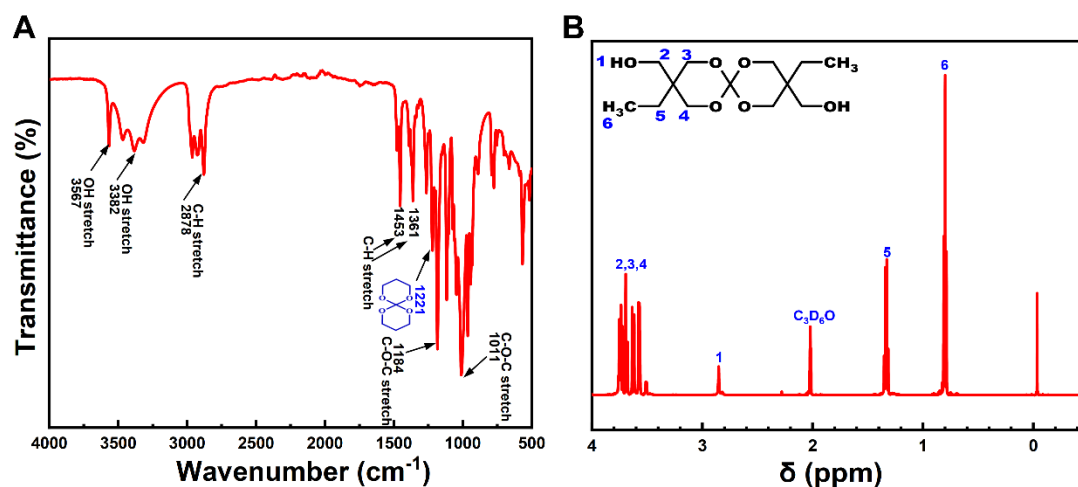 A
Transmittance (%)
OH stretch
3567
OH stretch
3382
C-H stretch
2878
C-H stretch
1453
1361
1221
O O
O O
1184
C-O-C stretch
C-O-C stretch
1011
4000 3500 3000 2500 2000 1500 1000 500
Wavenumber (cm⁻¹)
B
1 HO 2 3 O O CH₃
H₃C O O OH
6 5 4
6
2,3,4
5
C₃D₆O
1
4 3 2 1 0
δ (ppm)